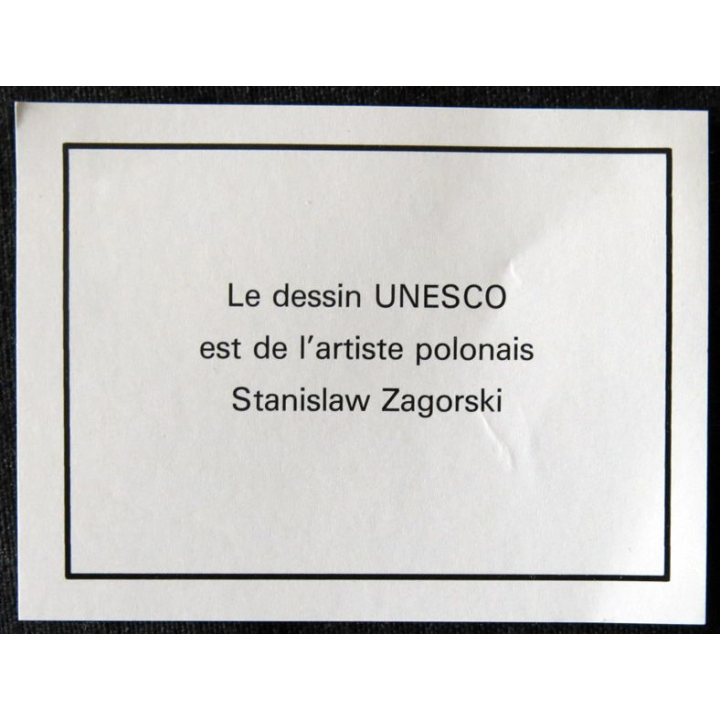 Le dessin UNESCO
est de l'artiste polonais
Stanislaw Zagorski